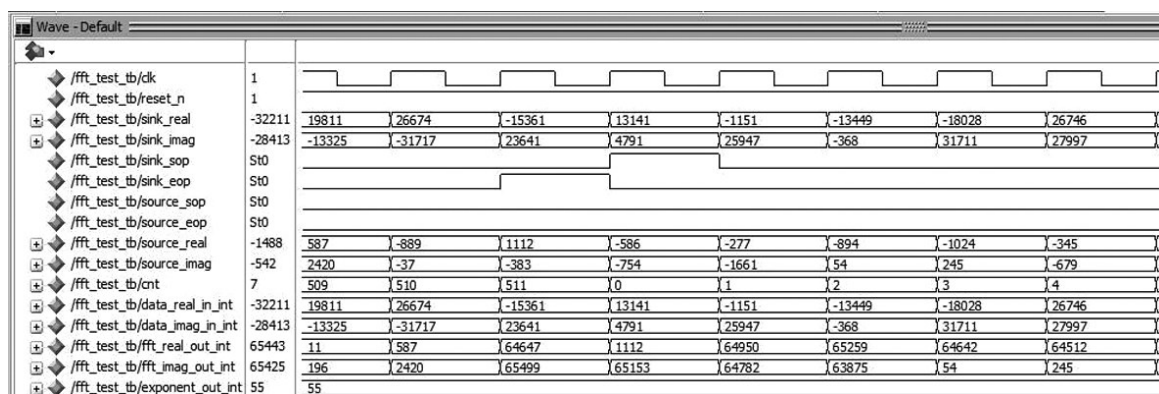 Wave - Default
/fft_test_tb/clk 1
/fft_test_tb/reset_n 1
/fft_test_tb/sink_real -32211 19811 26674 -15361 13141 -1151 -13449 -18028 26746
/fft_test_tb/sink_imag -28413 -13325 -31717 23641 4791 25947 -368 31711 27997
/fft_test_tb/sink_sop St0
/fft_test_tb/sink_eop St0
/fft_test_tb/source_sop St0
/fft_test_tb/source_eop St0
/fft_test_tb/source_real -1488 587 -889 1112 -586 -277 -894 -1024 -345
/fft_test_tb/source_imag -542 2420 -37 -383 -754 -1661 54 245 -679
/fft_test_tb/cnt 7 509 510 511 0 1 2 3 4
/fft_test_tb/data_real_in_int -32211 19811 26674 -15361 13141 -1151 -13449 -18028 26746
/fft_test_tb/data_imag_in_int -28413 -13325 -31717 23641 4791 25947 -368 31711 27997
/fft_test_tb/fft_real_out_int 65443 11 587 64647 1112 64950 65259 64642 64512
/fft_test_tb/fft_imag_out_int 65425 196 2420 65499 65153 64782 63875 54 245
/fft_test_tb/exponent_out_int 55 55